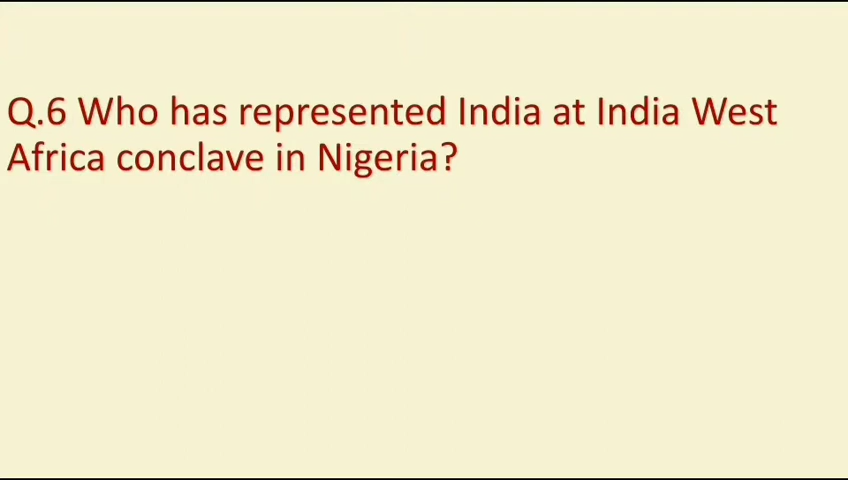 Q.6 Who has represented India at India West
Africa conclave in Nigeria?